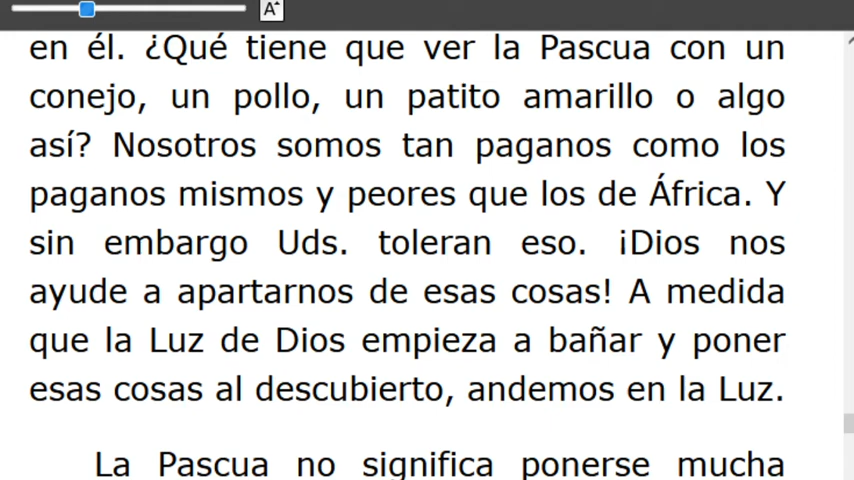 A
en él. ¿Qué tiene que ver la Pascua con un
conejo, un pollo, un patito amarillo o algo
así? Nosotros somos tan paganos como los
paganos mismos y peores que los de África. Y
sin embargo Uds. toleran eso. ¡Dios nos
ayude a apartarnos de esas cosas! A medida
que la Luz de Dios empieza a bañar y poner
esas cosas al descubierto, andemos en la Luz.
La Pascua no significa ponerse mucha